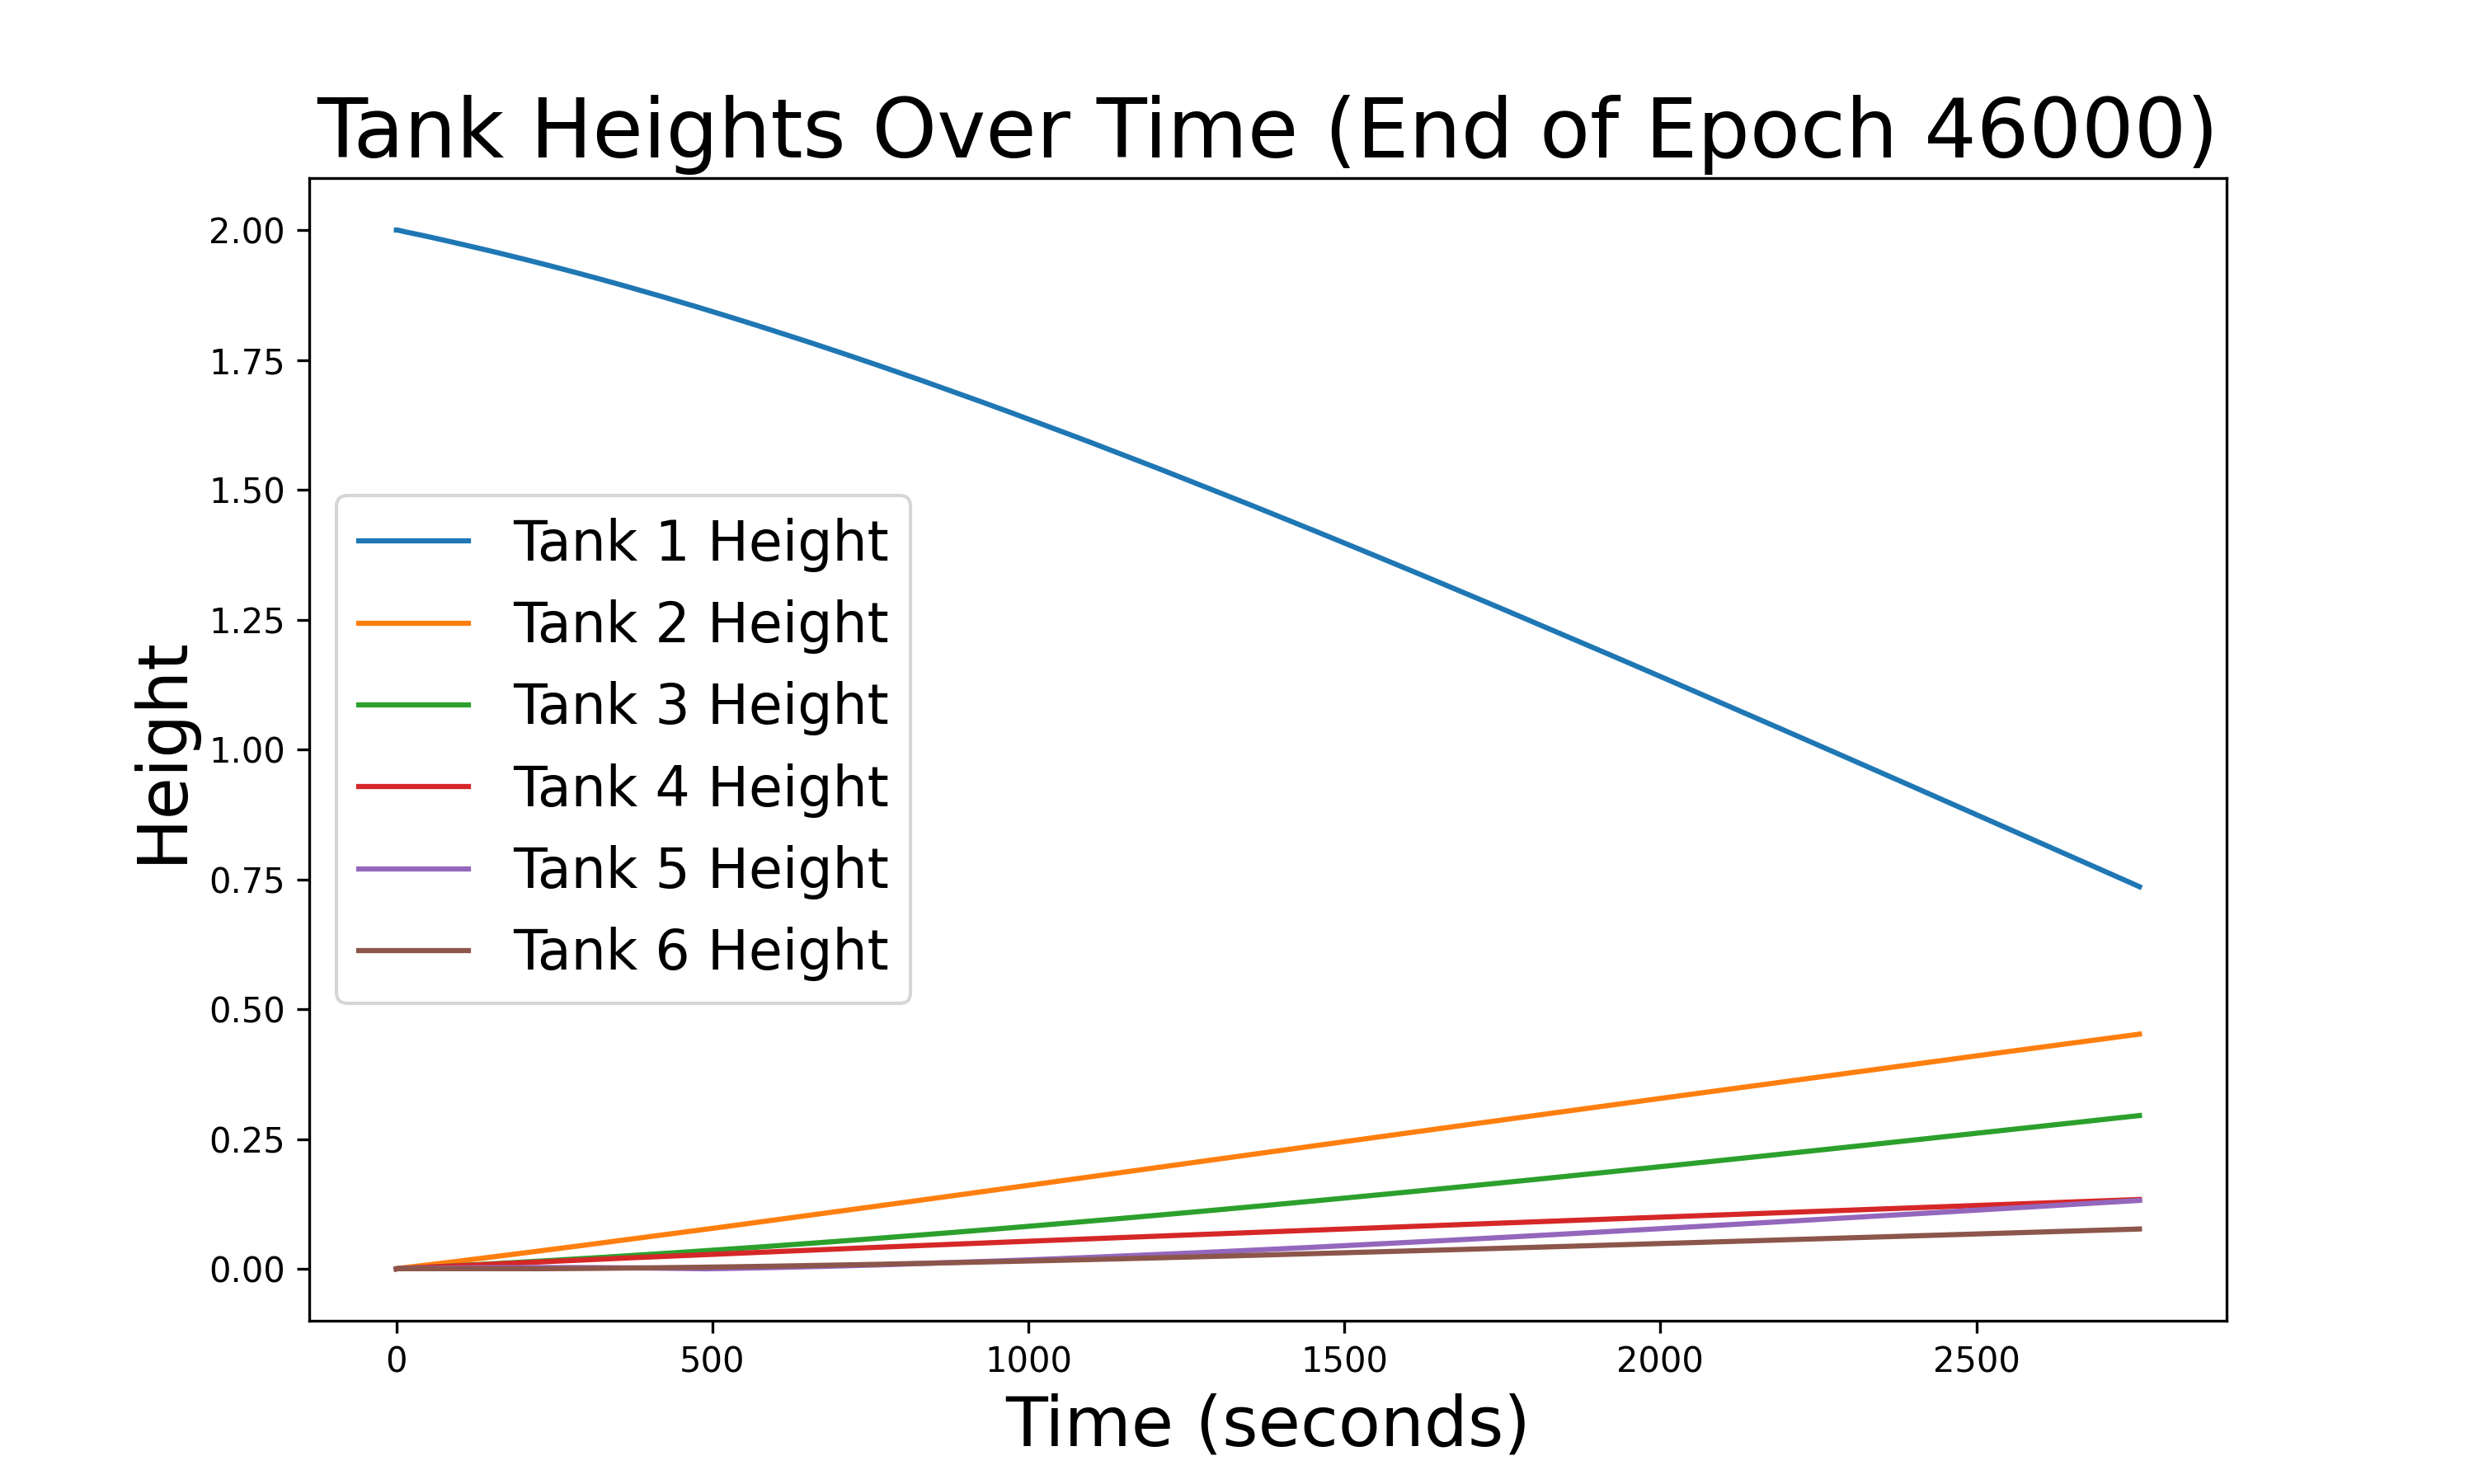 Tank Heights Over Time (End of Epoch 46000)
Height
2.00
1.75
1.50
1.25
1.00
0.75
0.50
0.25
0.00
Tank 1 Height
Tank 2 Height
Tank 3 Height
Tank 4 Height
Tank 5 Height
Tank 6 Height
0 500 1000 1500 2000 2500
Time (seconds)